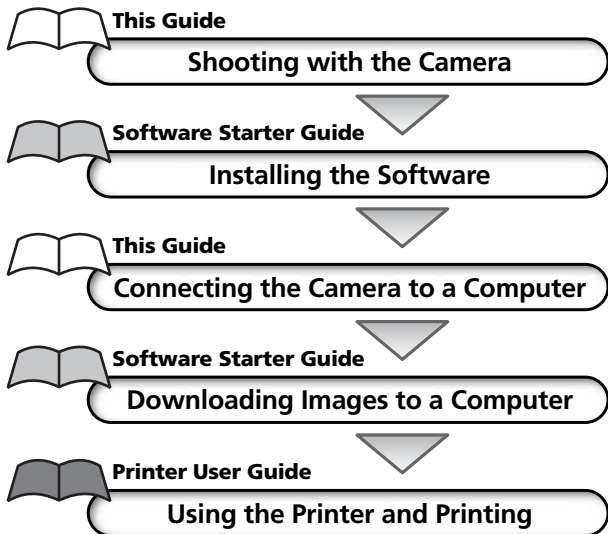 This Guide
Shooting with the Camera
Software Starter Guide
Installing the Software
This Guide
Connecting the Camera to a Computer
Software Starter Guide
Downloading Images to a Computer
Printer User Guide
Using the Printer and Printing